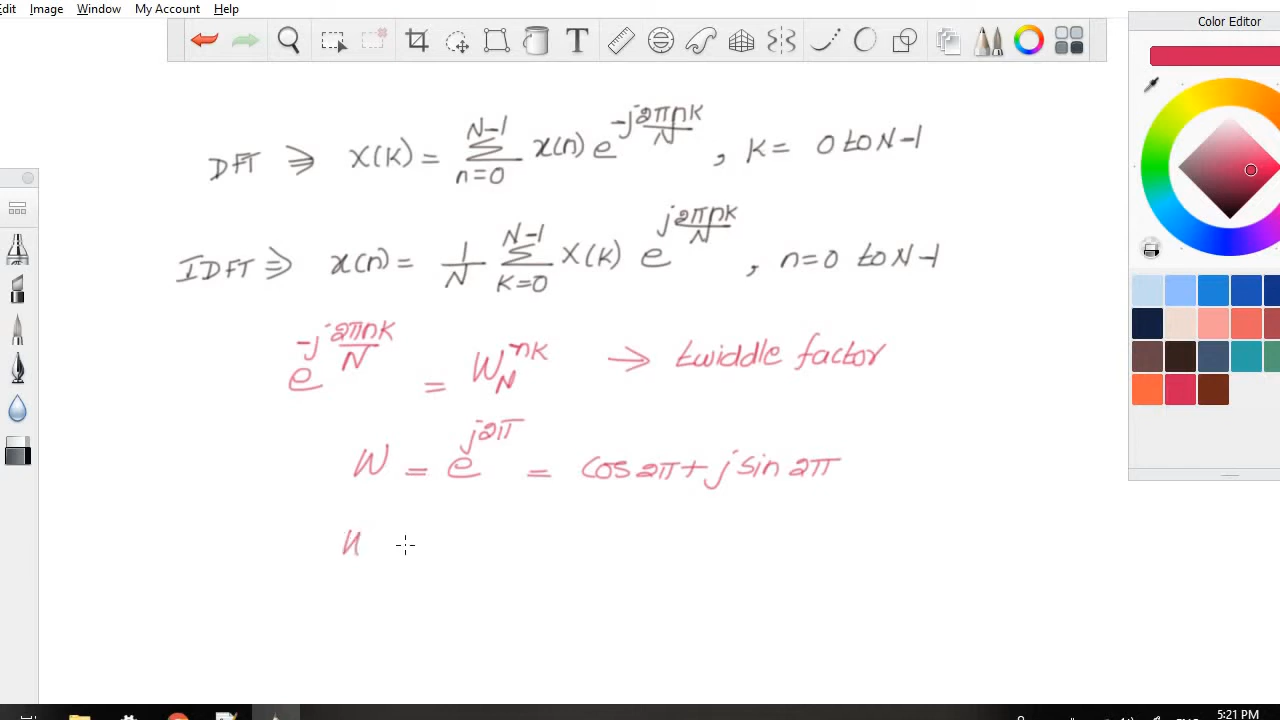 Edit Image Window My Account Help
Color Editor
T
DFT ⇒ X(K) = Σ_{n=0}^{N-1} x(n) e^{-j2πnk/N} , K = 0 to N-1
IDFT ⇒ x(n) = 1/N Σ_{K=0}^{N-1} X(k) e^{j2πnk/N} , n=0 to N-1
e^{-j2πnk/N} = W_N^{nk} → twiddle factor
W = e^{j2π} = cos 2π + j sin 2π
5:21 PM